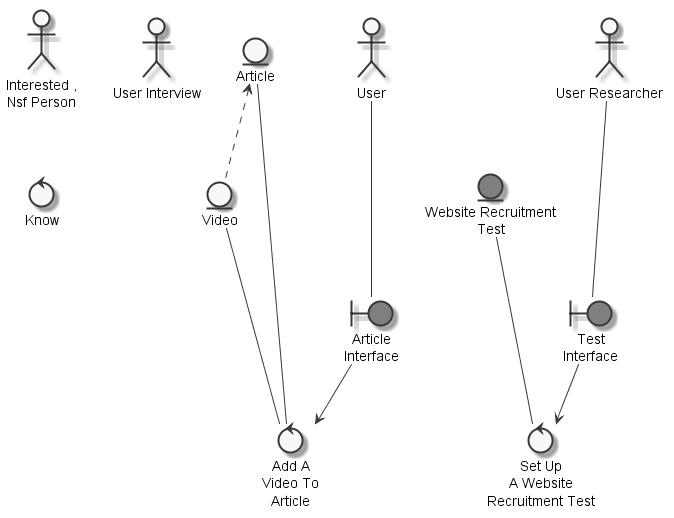 Interested ,
Nsf Person
User Interview
Article
User
User Researcher
Know
Video
Website Recruitment
Test
Article
Interface
Test
Interface
Add A
Video To
Article
Set Up
A Website
Recruitment Test